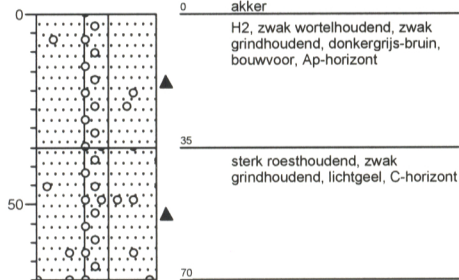 0
0
akker
H2, zwak wortelhoudend, zwak
grindhoudend, donkergrijs-bruin,
bouwvoor, Ap-horizont
35
sterk roesthoudend, zwak
grindhoudend, lichtgeel, C-horizont
50
70